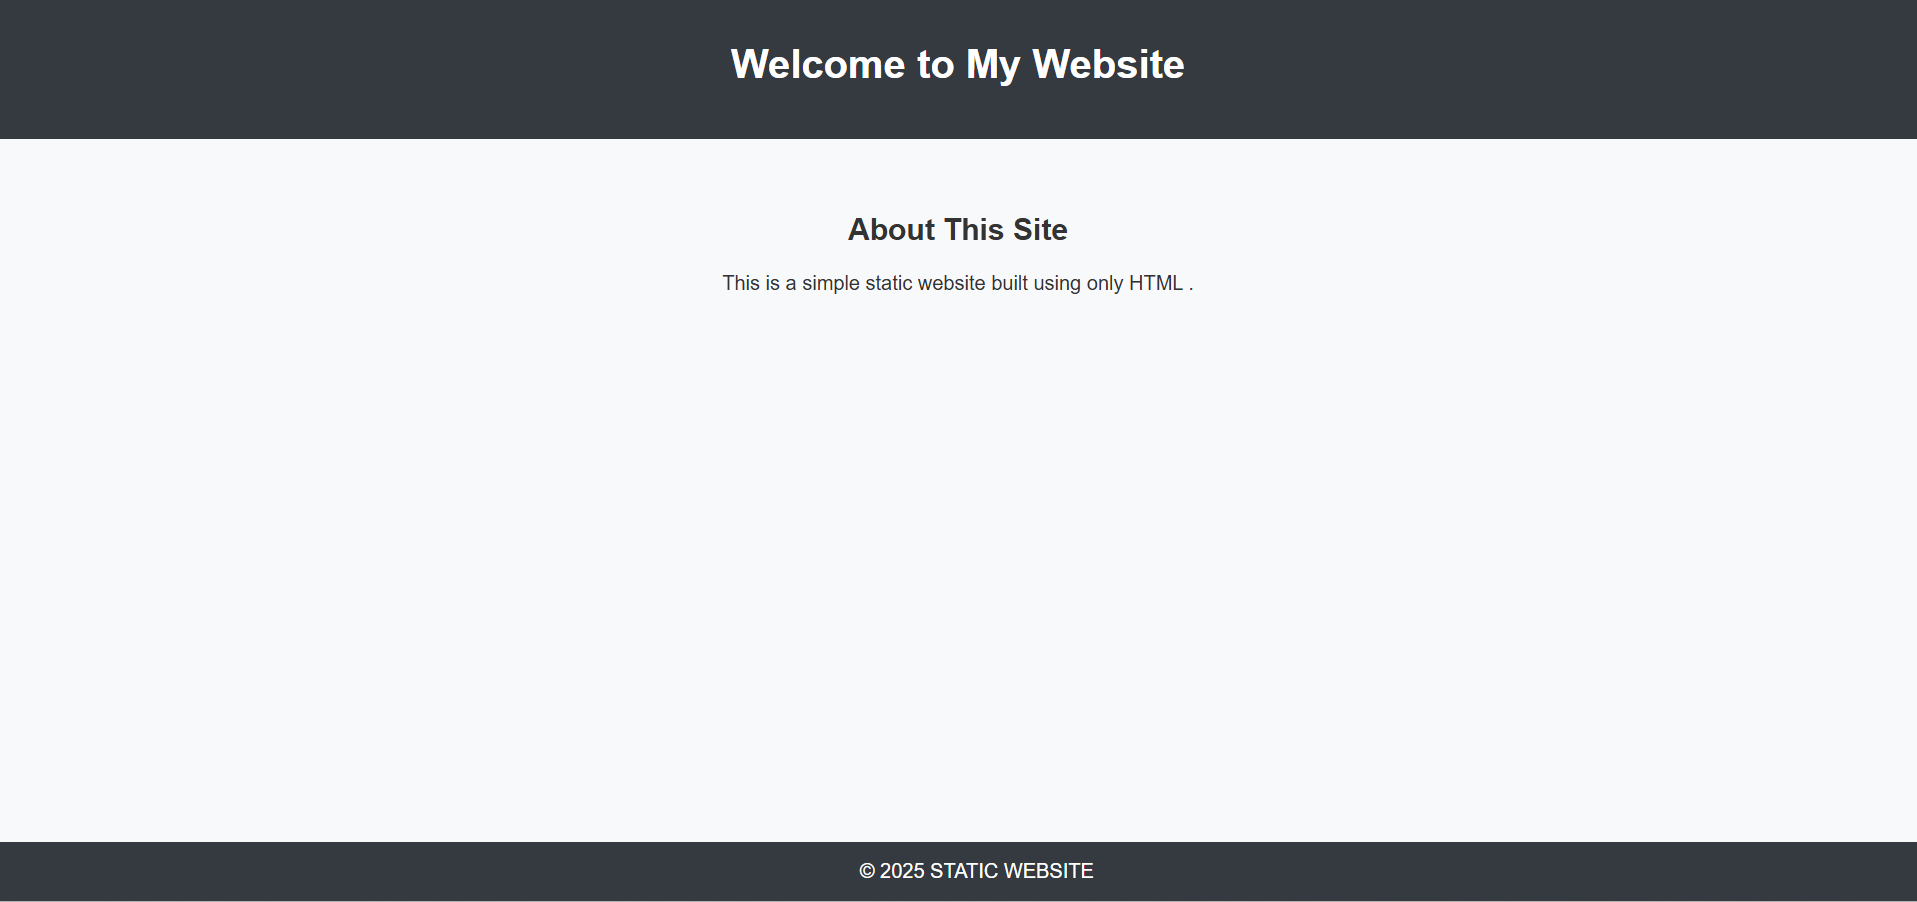 Welcome to My Website
About This Site
This is a simple static website built using only HTML .
© 2025 STATIC WEBSITE